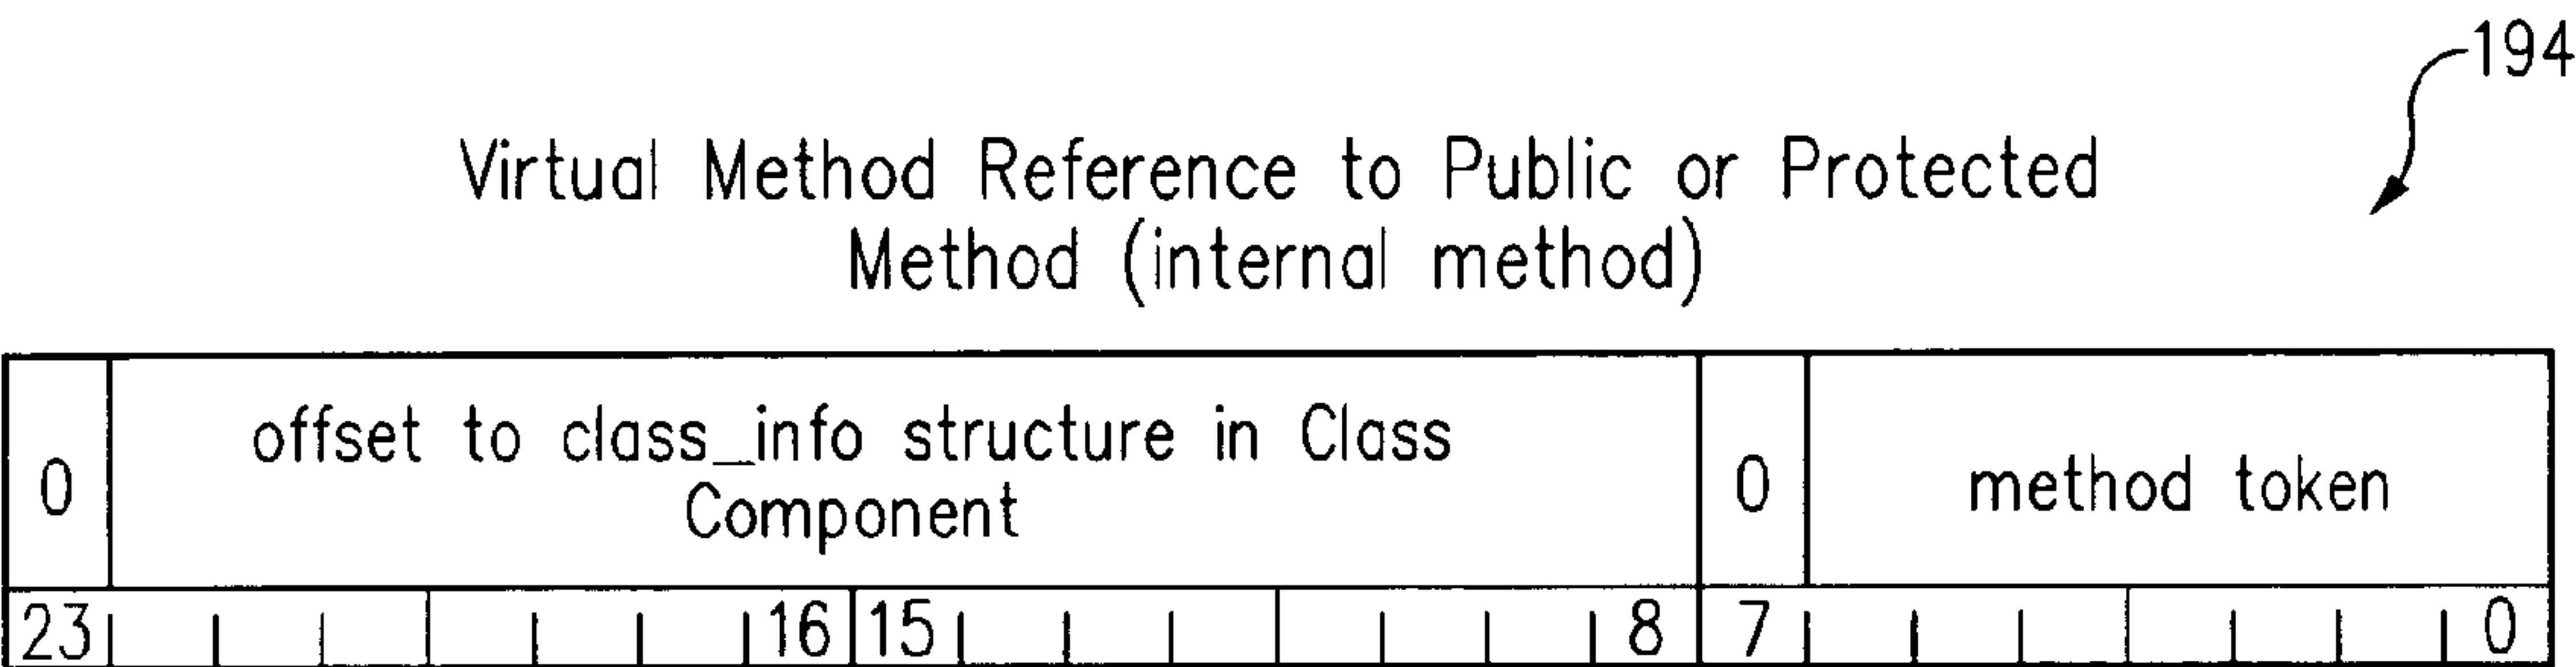 194
Virtual Method Reference to Public or Protected
Method (internal method)
0 offset to class_info structure in Class Component 0 method token
23 16 15 8 7 0